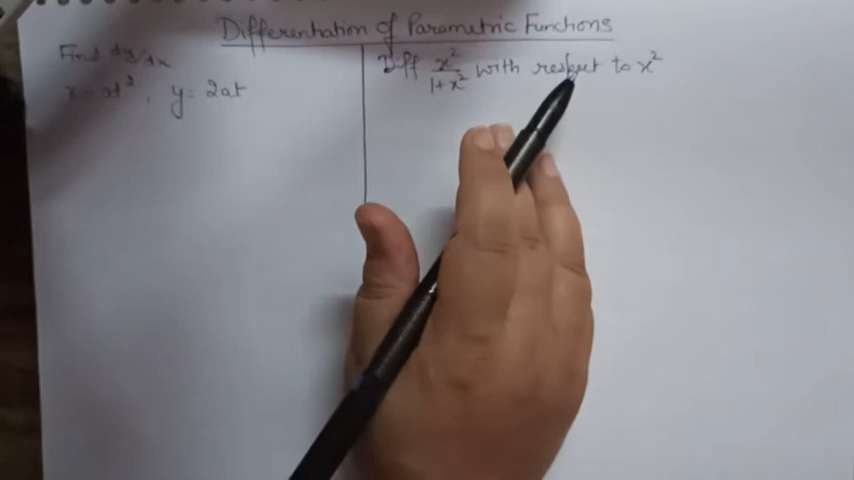 Differentiation of Parametric Functions
Find dy/dx
x = at², y = 2at
Diff x²/1+x² with respect to x²